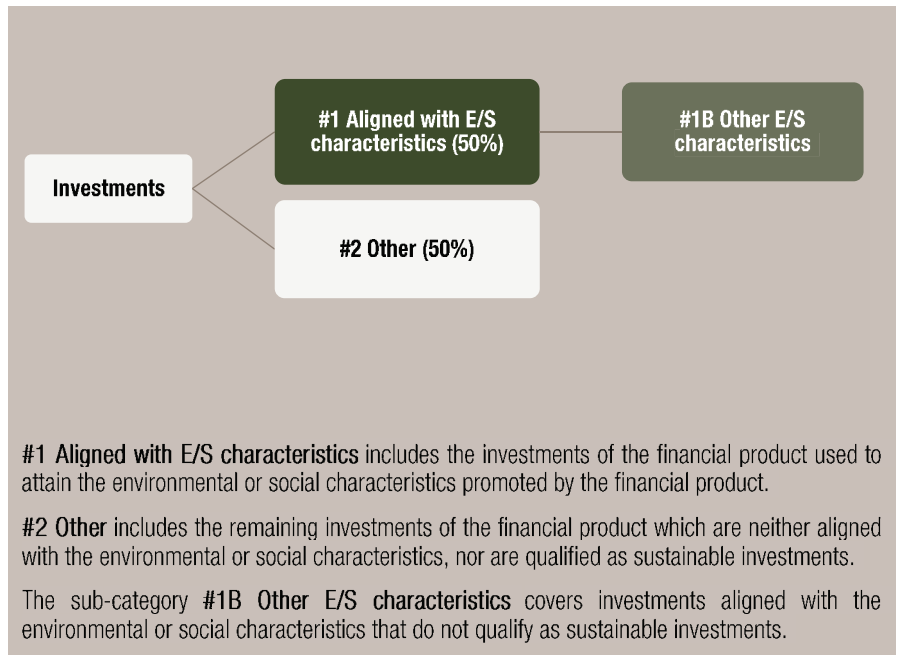 #1 Aligned with E/S
characteristics (50%)
#1B Other E/S
characteristics
Investments
#2 Other (50%)
#1 Aligned with E/S characteristics includes the investments of the financial product used to
attain the environmental or social characteristics promoted by the financial product.
#2 Other includes the remaining investments of the financial product which are neither aligned
with the environmental or social characteristics, nor are qualified as sustainable investments.
The sub-category #1B Other E/S characteristics covers investments aligned with the
environmental or social characteristics that do not qualify as sustainable investments.